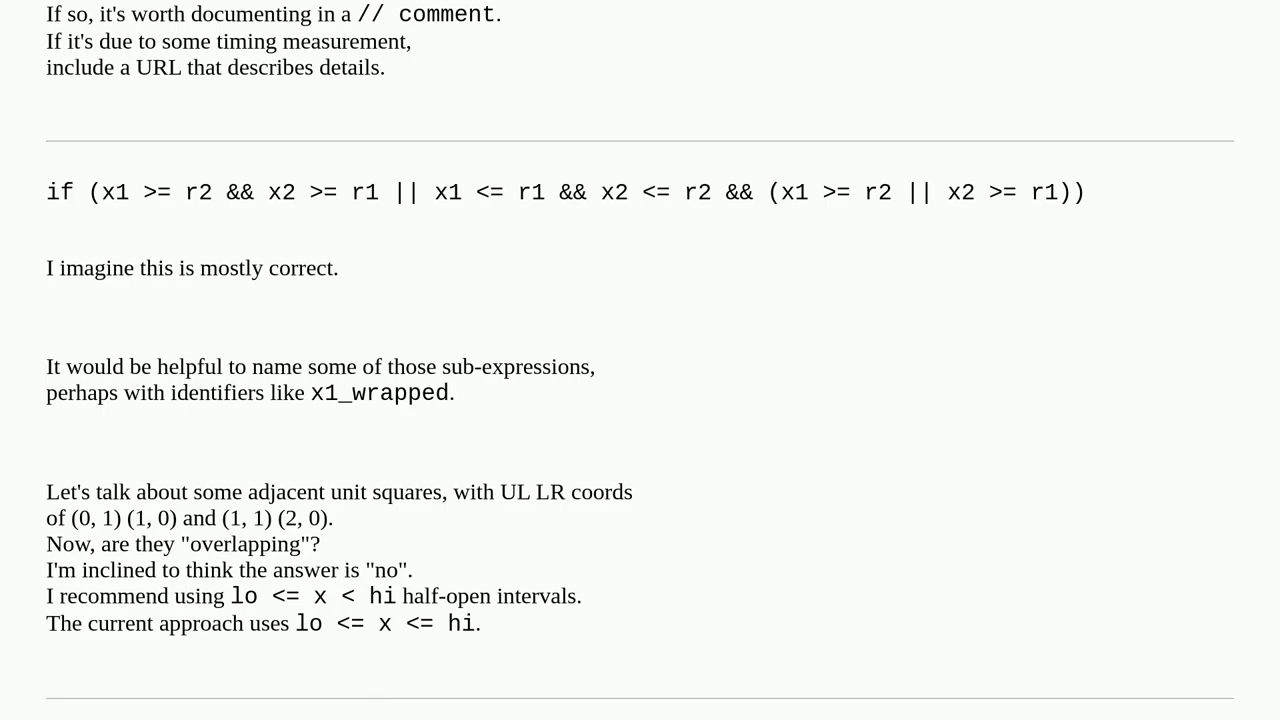 If so, it's worth documenting in a // comment.
If it's due to some timing measurement,
include a URL that describes details.
if (x1 >= r2 && x2 >= r1 || x1 <= r1 && x2 <= r2 && (x1 >= r2 || x2 >= r1))
I imagine this is mostly correct.
It would be helpful to name some of those sub-expressions,
perhaps with identifiers like x1_wrapped.
Let's talk about some adjacent unit squares, with UL LR coords
of (0, 1) (1, 0) and (1, 1) (2, 0).
Now, are they "overlapping"?
I'm inclined to think the answer is "no".
I recommend using lo <= x < hi half-open intervals.
The current approach uses lo <= x <= hi.